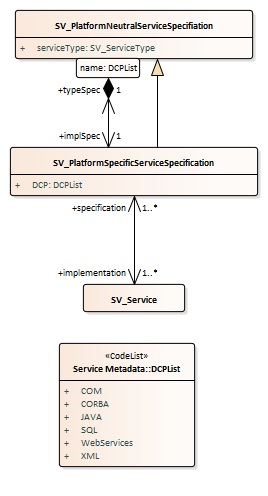 SV_PlatformNeutralServiceSpecifiation
+ serviceType: SV_ServiceType
name: DCPList
+typeSpec 1
+implSpec 1
SV_PlatformSpecificServiceSpecification
+ DCP: DCPList
+specification 1..*
+implementation 1..*
SV_Service
«CodeList»
Service Metadata::DCPList
+ COM
+ CORBA
+ JAVA
+ SQL
+ WebServices
+ XML